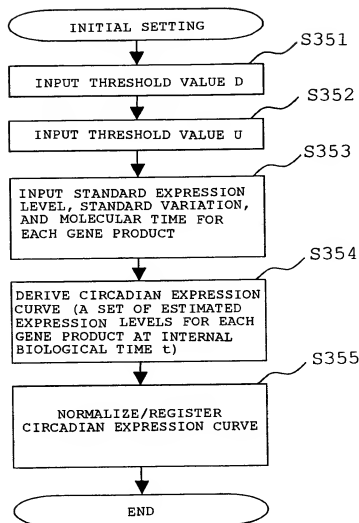 INITIAL SETTING
S351
INPUT THRESHOLD VALUE D
S352
INPUT THRESHOLD VALUE U
S353
INPUT STANDARD EXPRESSION
LEVEL, STANDARD VARIATION,
AND MOLECULAR TIME FOR
EACH GENE PRODUCT
S354
DERIVE CIRCADIAN EXPRESSION
CURVE (A SET OF ESTIMATED
EXPRESSION LEVELS FOR EACH
GENE PRODUCT AT INTERNAL
BIOLOGICAL TIME t)
S355
NORMALIZE/REGISTER
CIRCADIAN EXPRESSION CURVE
END